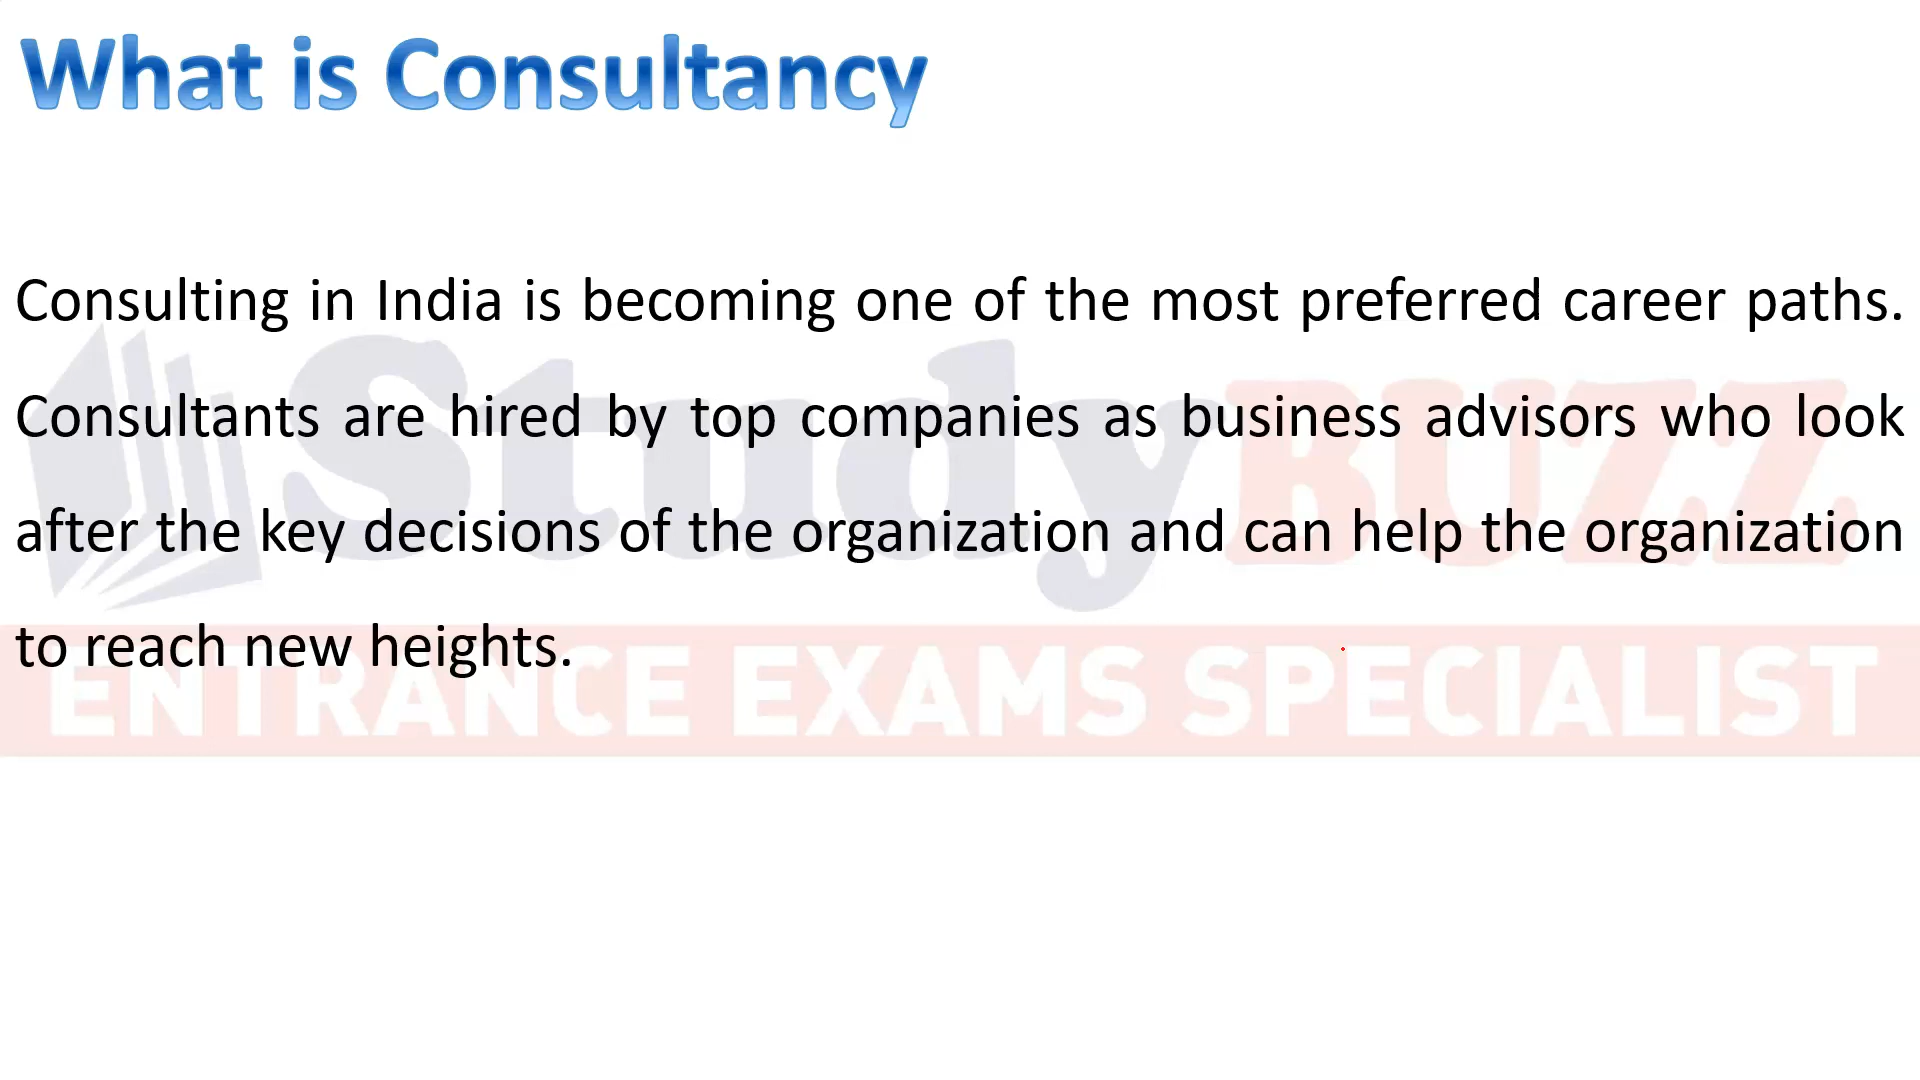 What is Consultancy
Consulting in India is becoming one of the most preferred career paths.
Consultants are hired by top companies as business advisors who look
after the key decisions of the organization and can help the organization
to reach new heights.
StudyBUZZ
ENTRANCE EXAMS SPECIALIST